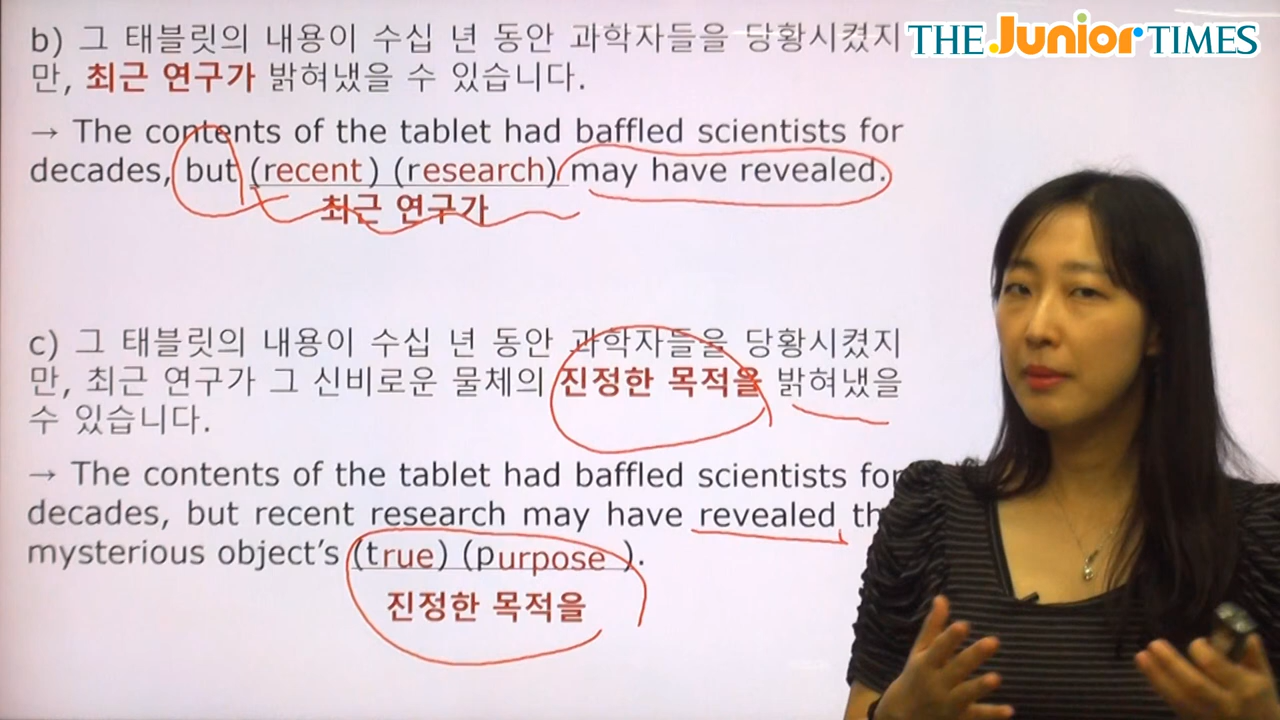 THE Junior TIMES
b) 그 태블릿의 내용이 수십 년 동안 과학자들을 당황시켰지
만, 최근 연구가 밝혀냈을 수 있습니다.
→ The contents of the tablet had baffled scientists for
decades, but (recent) (research) may have revealed.
최근 연구가
c) 그 태블릿의 내용이 수십 년 동안 과학자들을 당황시켰지
만, 최근 연구가 그 신비로운 물체의 진정한 목적을 밝혀냈을
수 있습니다.
→ The contents of the tablet had baffled scientists for
decades, but recent research may have revealed th
mysterious object’s (true) (purpose ).
진정한 목적을